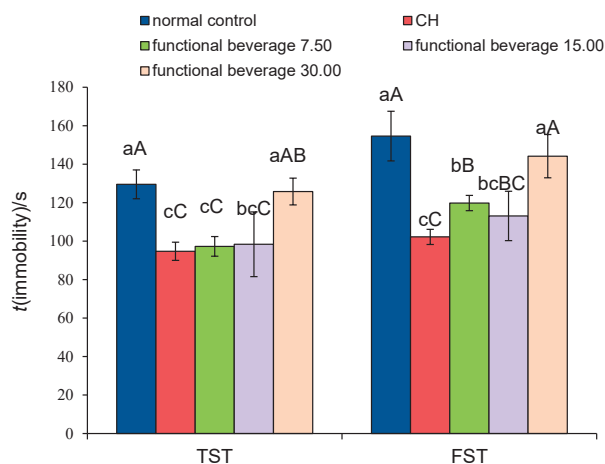 normal control CH
functional beverage 7.50 functional beverage 15.00
functional beverage 30.00
t(immobility)/s
180
160
140
120
100
80
60
40
20
0
aA
cC
cC
bcC
aAB
aA
cC
bB
bcBC
aA
TST FST